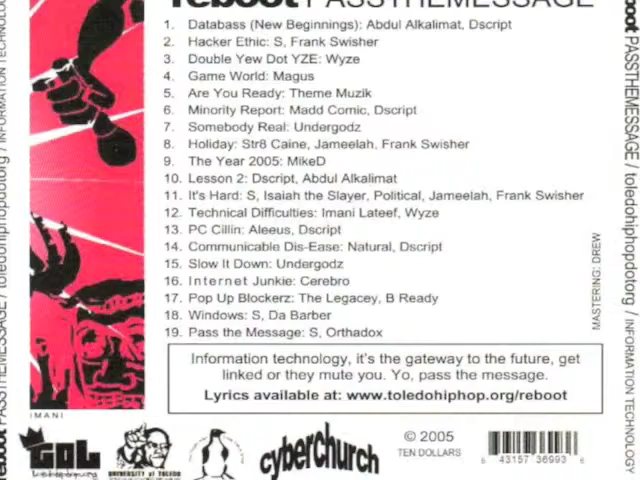 reboot PASSTHEMESSAGE
1. Databass (New Beginnings): Abdul Alkalimat, Dscript
2. Hacker Ethic: S, Frank Swisher
3. Double Yew Dot YZE: Wyze
4. Game World: Magus
5. Are You Ready: Theme Muzik
6. Minority Report: Madd Comic, Dscript
7. Somebody Real: Undergodz
8. Holiday: Str8 Caine, Jameelah, Frank Swisher
9. The Year 2005: MikeD
10. Lesson 2: Dscript, Abdul Alkalimat
11. It's Hard: S, Isaiah the Slayer, Political, Jameelah, Frank Swisher
12. Technical Difficulties: Imani Lateef, Wyze
13. PC Cillin: Aleeus, Dscript
14. Communicable Dis-Ease: Natural, Dscript
15. Slow It Down: Undergodz
16. Internet Junkie: Cerebro
17. Pop Up Blockerz: The Legacey, B Ready
18. Windows: S, Da Barber
19. Pass the Message: S, Orthadox
MASTERING: DREW
Information technology, it's the gateway to the future, get
linked or they mute you. Yo, pass the message.
Lyrics available at: www.toledohiphop.org/reboot
IMANI
GOL
UNIVERSITY of TOLEDO
cyberchurch
© 2005
TEN DOLLARS
6 43157 36993 6
reboot PASSTHEMESSAGE / toledohiphopdotorg / INFORMATION TECHNOLOGY
reboot PASSTHEMESSAGE / toledohiphopdotorg / INFORMATION TECHNOLOGY